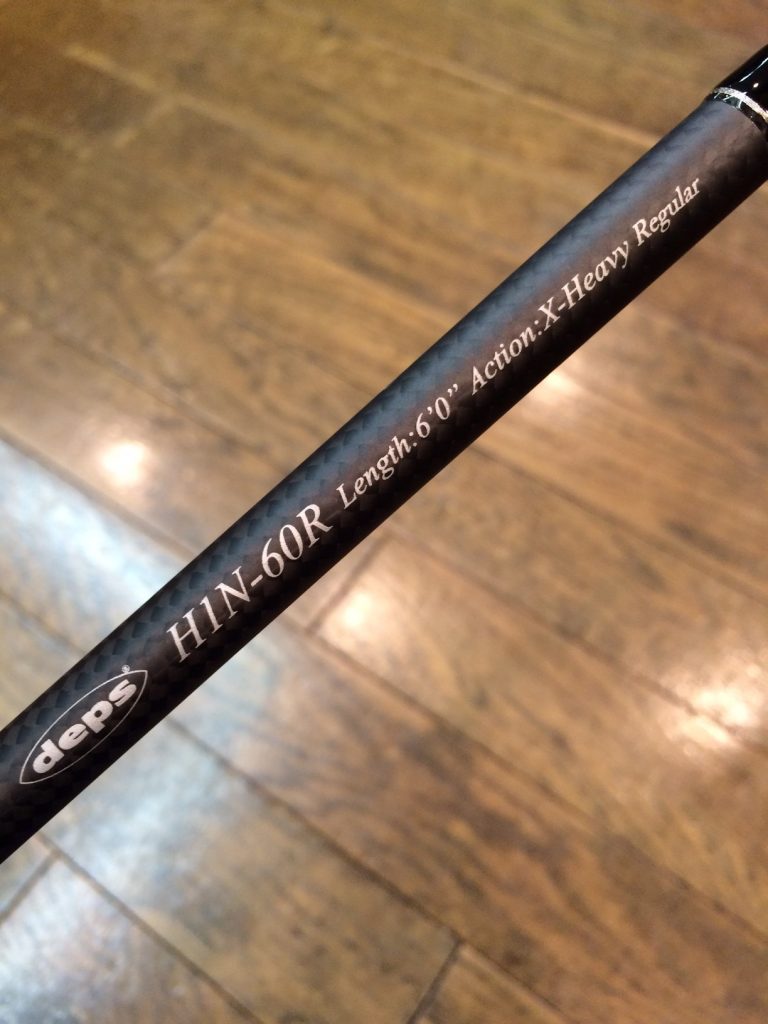 deps® H1N-60R Length:6'0" Action:X-Heavy Regular